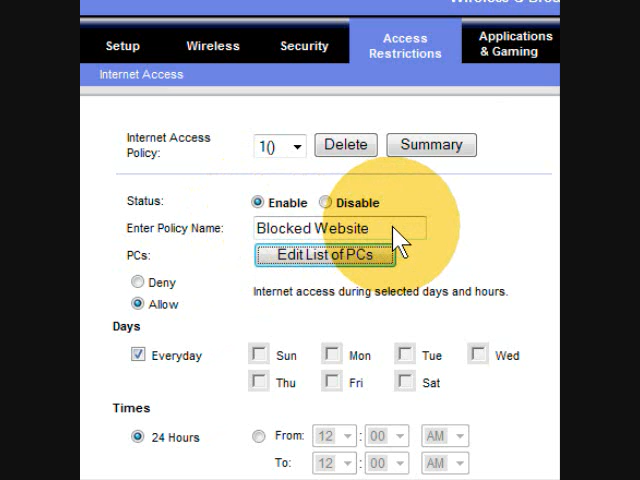 Setup Wireless Security Access Restrictions Applications & Gaming
Internet Access
Internet Access Policy: 1() Delete Summary
Status: Enable Disable
Enter Policy Name: Blocked Website
PCs: Edit List of PCs
Deny
Allow Internet access during selected days and hours.
Days
Everyday Sun Mon Tue Wed
Thu Fri Sat
Times
24 Hours From: 12 : 00 AM
To: 12 : 00 AM